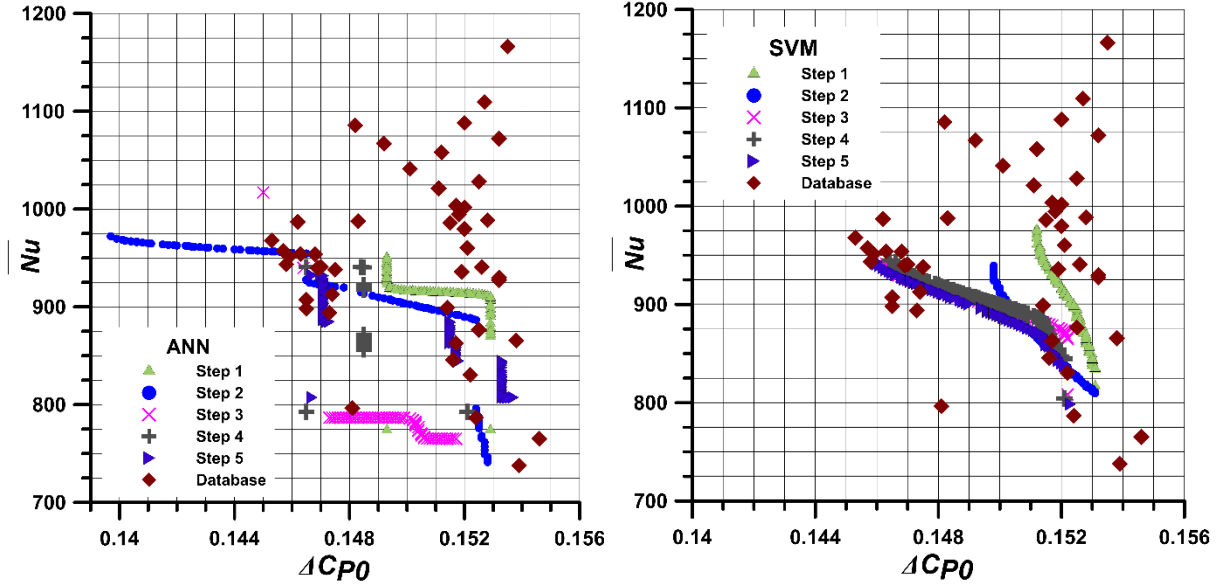 1200
1100
1000
900
800
700
Nu
ANN
Step 1
Step 2
Step 3
Step 4
Step 5
Database
0.14
0.144
0.148
0.152
0.156
ΔCP0
1200
1100
1000
900
800
700
Nu
SVM
Step 1
Step 2
Step 3
Step 4
Step 5
Database
0.14
0.144
0.148
0.152
0.156
ΔCP0